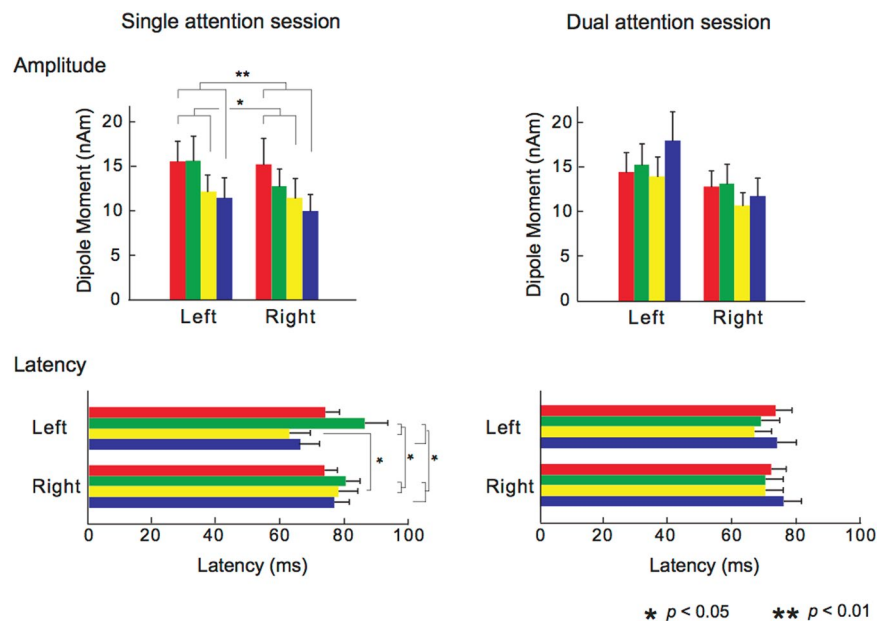 Single attention session
Dual attention session
Amplitude
**
*
Dipole Moment (nAm)
20
15
10
5
0
Left
Right
Dipole Moment (nAm)
20
15
10
5
0
Left
Right
Latency
Left
Right
*
*
*
0 20 40 60 80 100
Latency (ms)
Left
Right
0 20 40 60 80 100
Latency (ms)
* p < 0.05 ** p < 0.01